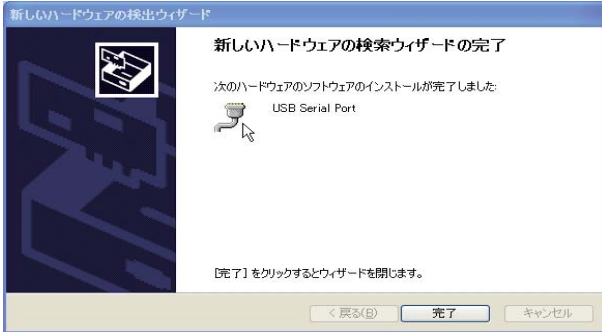 新しいハードウェアの検出ウィザード
新しいハードウェアの検索ウィザードの完了
次のハードウェアのソフトウェアのインストールが完了しました:
USB Serial Port
[完了] をクリックするとウィザードを閉じます。
< 戻る(B)
完了
キャンセル